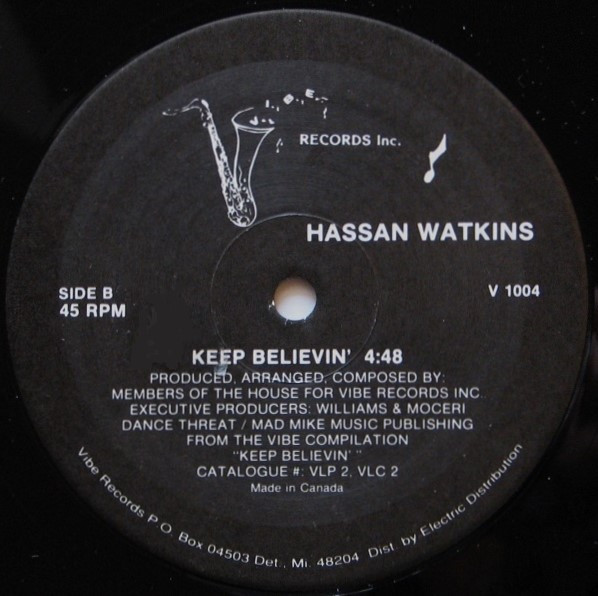 VIBE
RECORDS Inc.
HASSAN WATKINS
SIDE B
45 RPM
V 1004
KEEP BELIEVIN' 4:48
PRODUCED, ARRANGED, COMPOSED BY:
MEMBERS OF THE HOUSE FOR VIBE RECORDS INC.
EXECUTIVE PRODUCERS: WILLIAMS & MOCERI
DANCE THREAT / MAD MIKE MUSIC PUBLISHING
FROM THE VIBE COMPILATION
"KEEP BELIEVIN' "
CATALOGUE #: VLP 2, VLC 2
Made in Canada
Vibe Records P.O. Box 04503 Det., Mi. 48204 Dist. by Electric Distribution